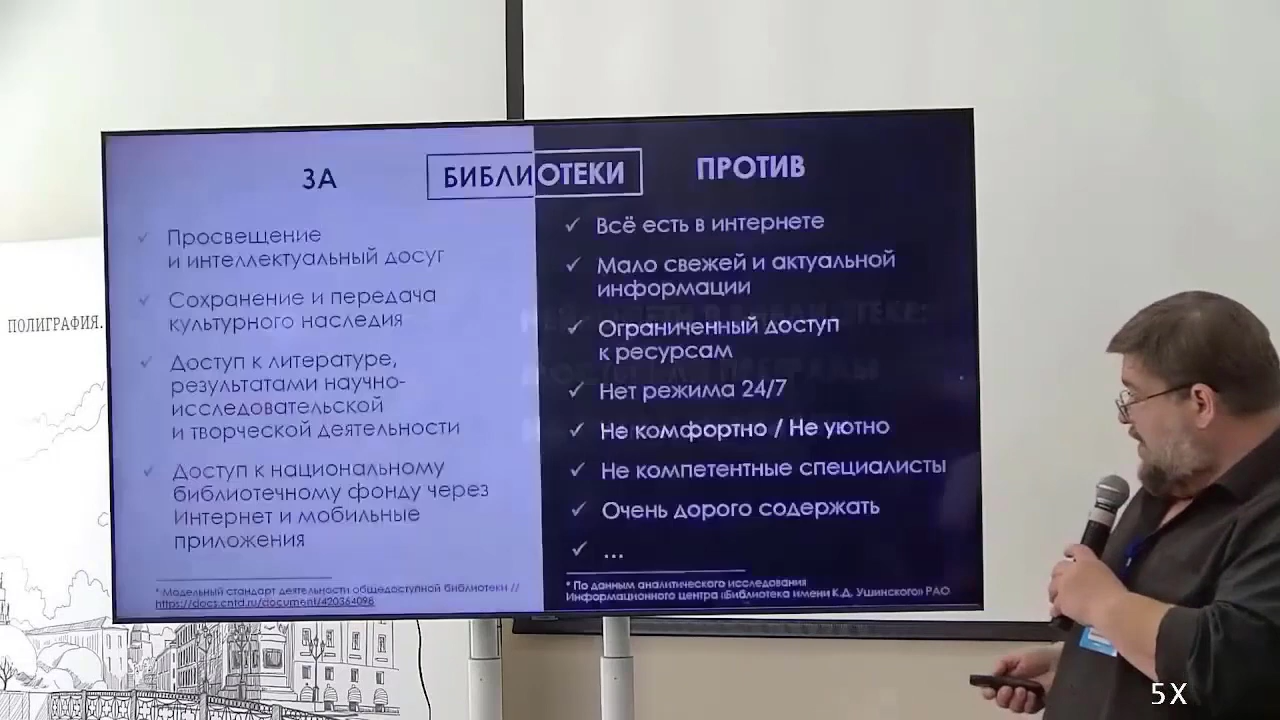 ПОЛИГРАФИЯ.
ЗА
БИБЛИОТЕКИ
ПРОТИВ
✓ Просвещение
и интеллектуальный досуг
✓ Сохранение и передача
культурного наследия
✓ Доступ к литературе,
результатами научно-
исследовательской
и творческой деятельности
✓ Доступ к национальному
библиотечному фонду через
Интернет и мобильные
приложения
* Модельный стандарт деятельности общедоступной библиотеки //
https://docs.cntd.ru/document/420364098
✓ Всё есть в интернете
✓ Мало свежей и актуальной
информации
✓ Ограниченный доступ
к ресурсам
✓ Нет режима 24/7
✓ Не комфортно / Не уютно
✓ Не компетентные специалисты
✓ Очень дорого содержать
✓ ...
* По данным аналитического исследования
Информационного центра «Библиотека имени К.Д. Ушинского» РАО
5X